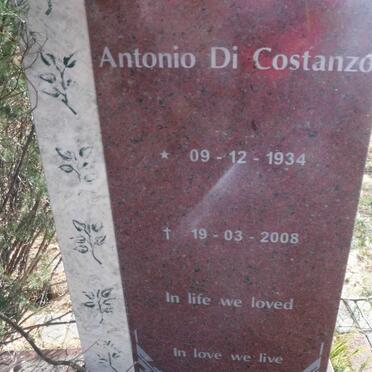 Antonio Di Costanzo
★ 09 - 12 - 1934
† 19 - 03 - 2008
In life we loved
In love we live